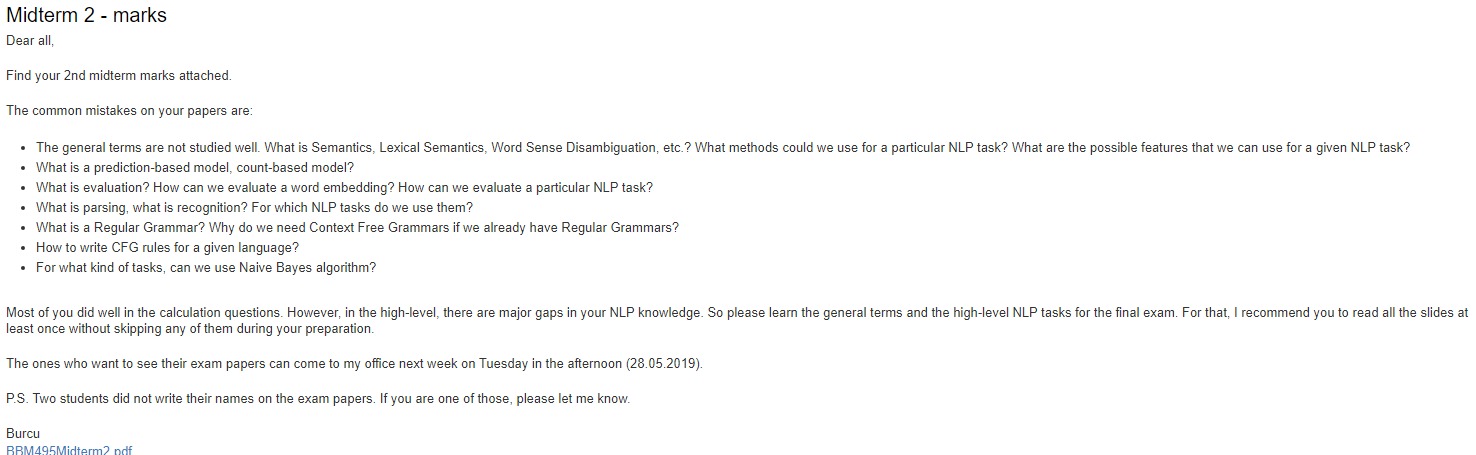 Midterm 2 - marks
Dear all,
Find your 2nd midterm marks attached.
The common mistakes on your papers are:
• The general terms are not studied well. What is Semantics, Lexical Semantics, Word Sense Disambiguation, etc.? What methods could we use for a particular NLP task? What are the possible features that we can use for a given NLP task?
• What is a prediction-based model, count-based model?
• What is evaluation? How can we evaluate a word embedding? How can we evaluate a particular NLP task?
• What is parsing, what is recognition? For which NLP tasks do we use them?
• What is a Regular Grammar? Why do we need Context Free Grammars if we already have Regular Grammars?
• How to write CFG rules for a given language?
• For what kind of tasks, can we use Naive Bayes algorithm?
Most of you did well in the calculation questions. However, in the high-level, there are major gaps in your NLP knowledge. So please learn the general terms and the high-level NLP tasks for the final exam. For that, I recommend you to read all the slides at
least once without skipping any of them during your preparation.
The ones who want to see their exam papers can come to my office next week on Tuesday in the afternoon (28.05.2019).
P.S. Two students did not write their names on the exam papers. If you are one of those, please let me know.
Burcu
BBM495Midterm2.pdf